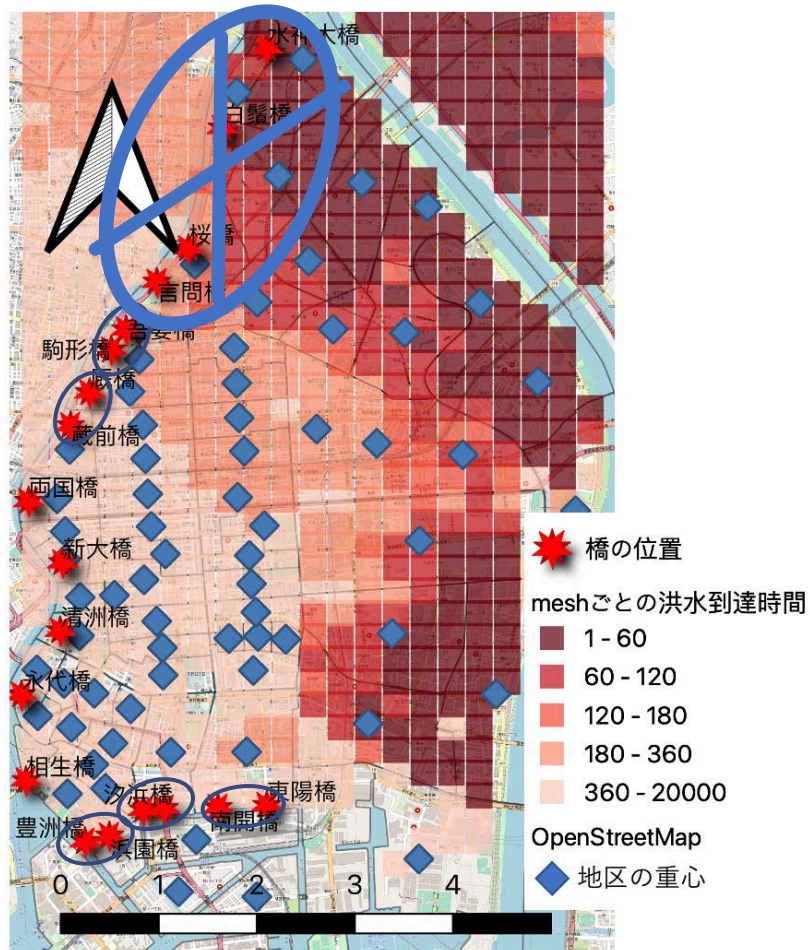 水神大橋
白鬚橋
桜橋
言問橋
吾妻橋
駒形橋
厩橋
蔵前橋
両国橋
新大橋
清洲橋
永代橋
相生橋
汐浜橋
東陽橋
南開橋
豊洲橋
浜園橋
0 1 2 3 4
橋の位置
meshごとの洪水到達時間
1 - 60
60 - 120
120 - 180
180 - 360
360 - 20000
OpenStreetMap
地区の重心